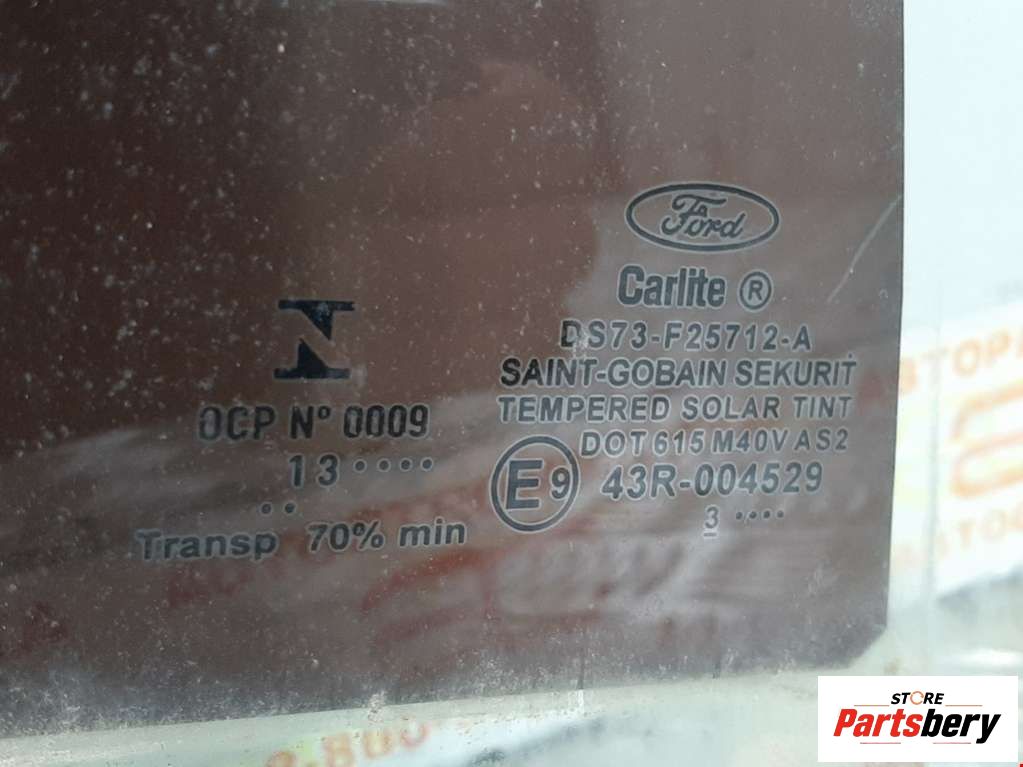 Ford
Carlite ®
DS73-F25712-A
SAINT-GOBAIN SEKURIT
TEMPERED SOLAR TINT
DOT 615 M40V AS2
E9 43R-004529
3 ....
OCP Nº 0009
13 ....
..
Transp 70% min
STORE
Partsbery